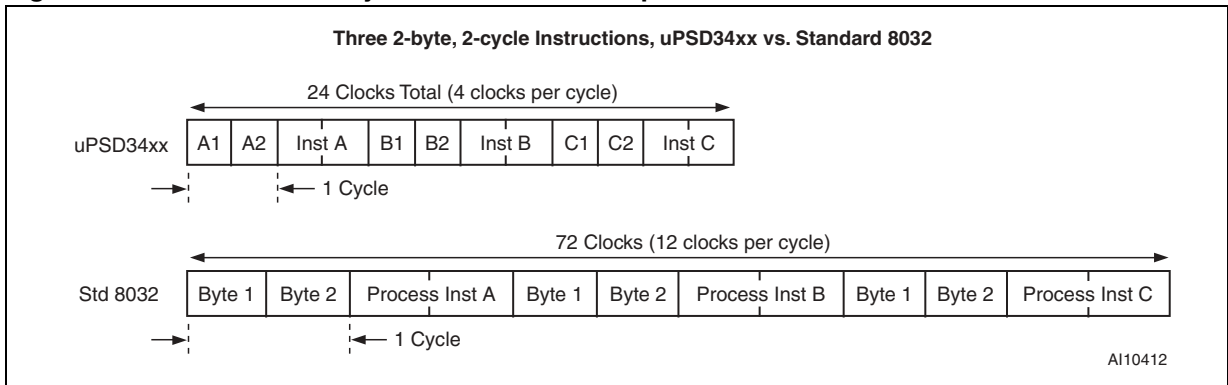 Three 2-byte, 2-cycle Instructions, uPSD34xx vs. Standard 8032
24 Clocks Total (4 clocks per cycle)
uPSD34xx A1 A2 Inst A B1 B2 Inst B C1 C2 Inst C
1 Cycle
72 Clocks (12 clocks per cycle)
Std 8032 Byte 1 Byte 2 Process Inst A Byte 1 Byte 2 Process Inst B Byte 1 Byte 2 Process Inst C
1 Cycle
AI10412